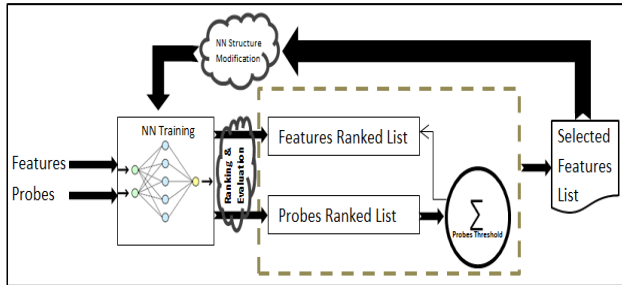 NN Structure
Modification
NN Training
Features
Probes
Ranking &
Evaluation
Features Ranked List
Probes Ranked List
∑
Probes Threshold
Selected
Features
List